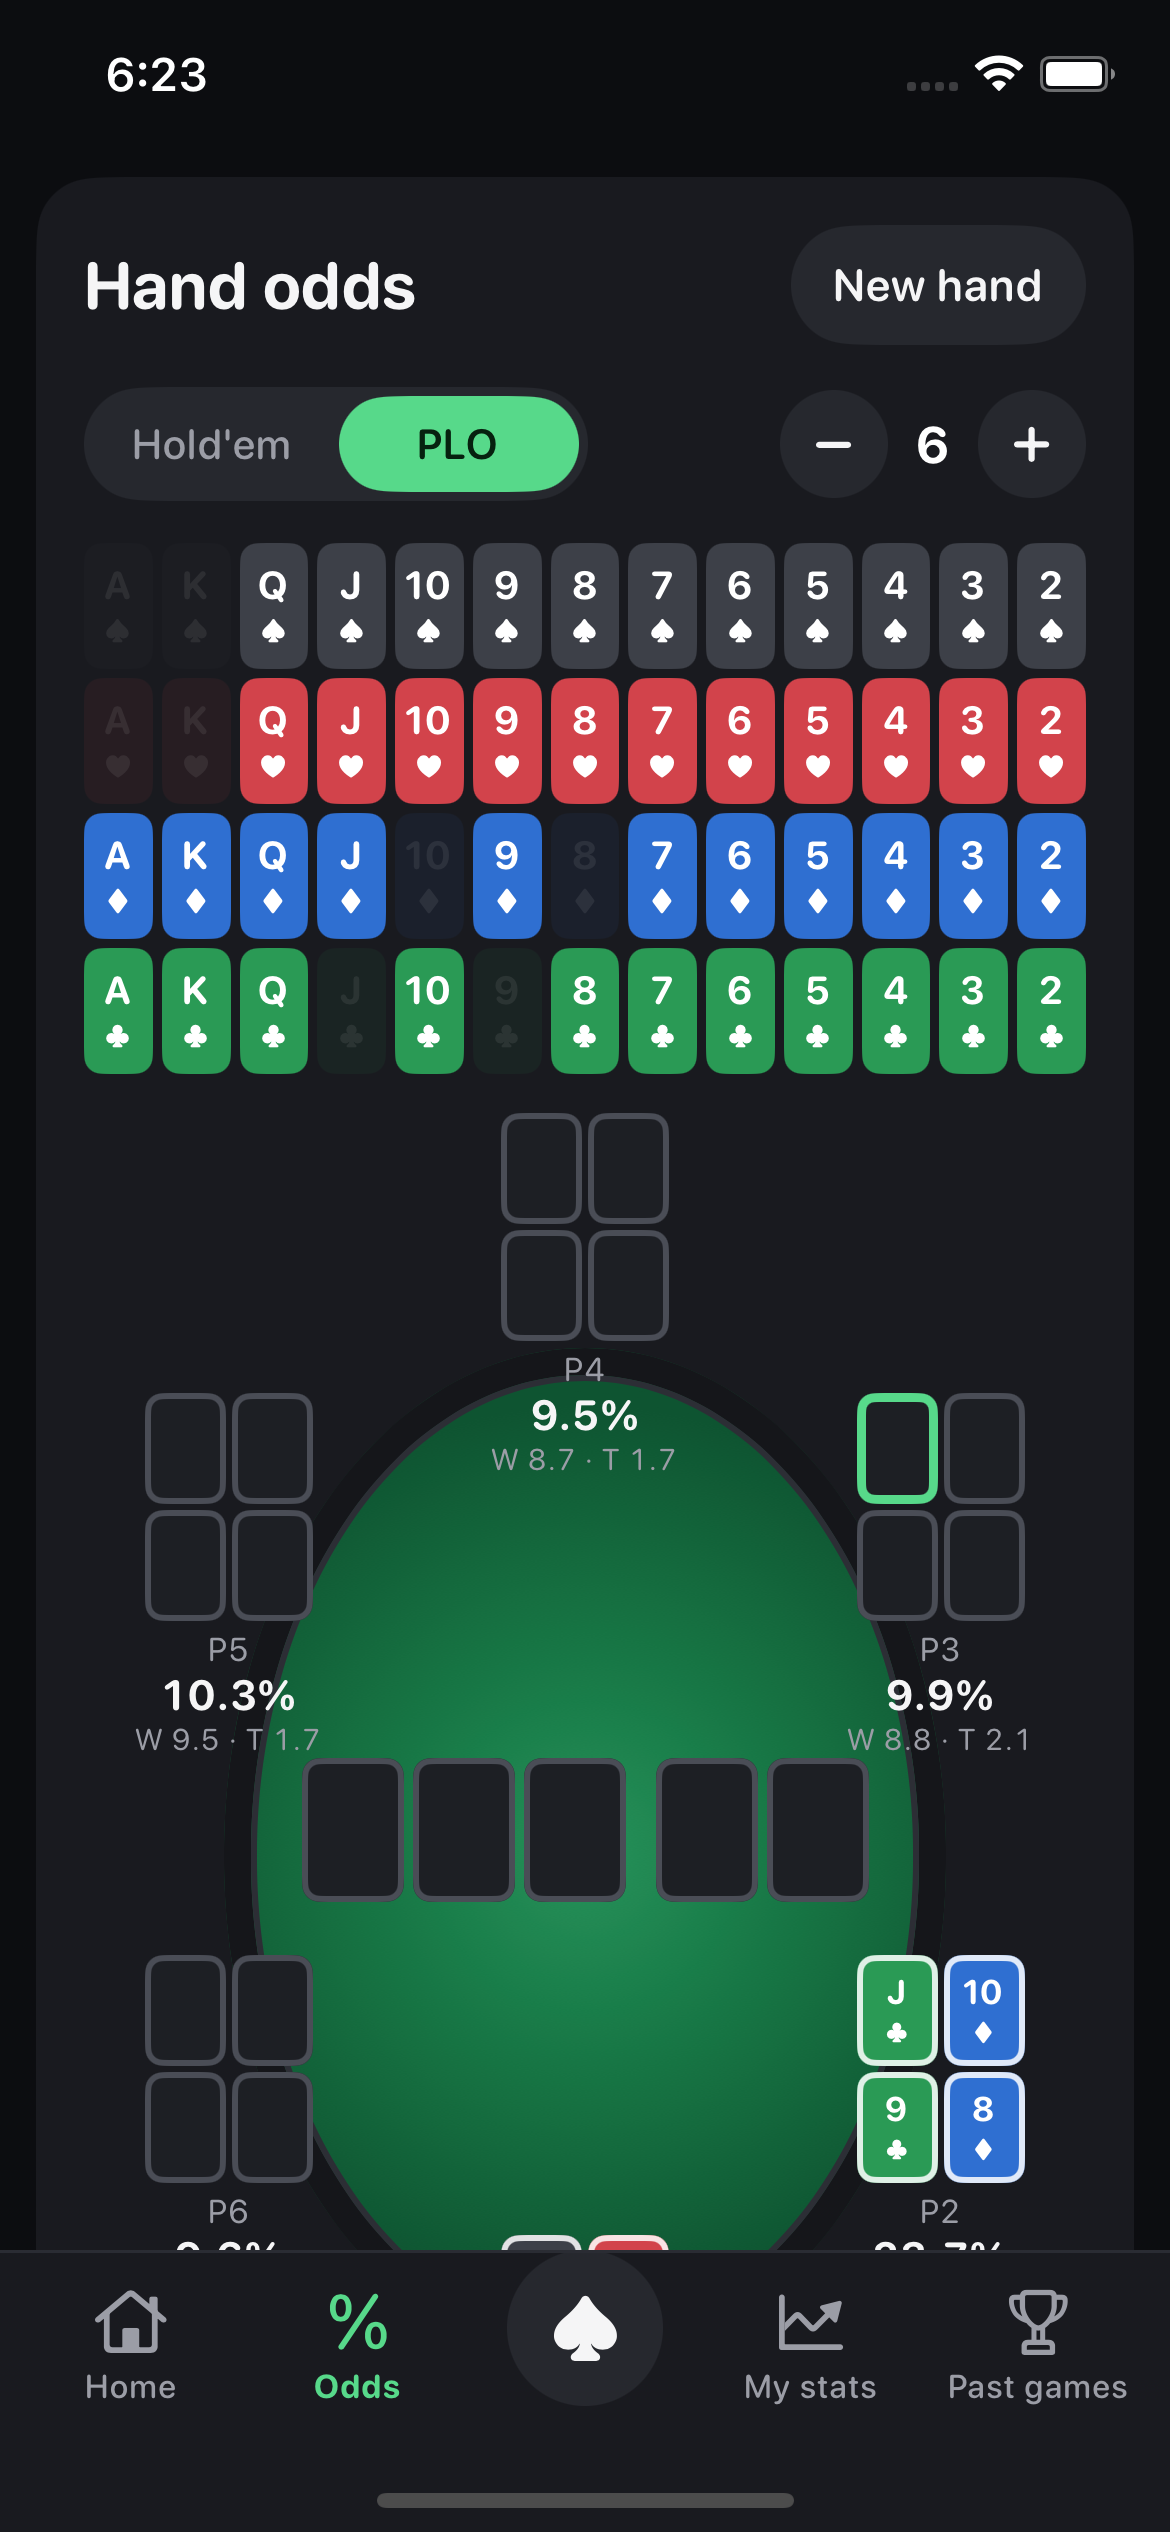 6:23
Hand odds
New hand
Hold'em
PLO
6
A K Q J 10 9 8 7 6 5 4 3 2
A K Q J 10 9 8 7 6 5 4 3 2
A K Q J 10 9 8 7 6 5 4 3 2
A K Q J 10 9 8 7 6 5 4 3 2
P4
9.5%
W 8.7 · T 1.7
P5
10.3%
W 9.5 · T 1.7
P3
9.9%
W 8.8 · T 2.1
J 10
9 8
P6
P2
%
Home
Odds
My stats
Past games